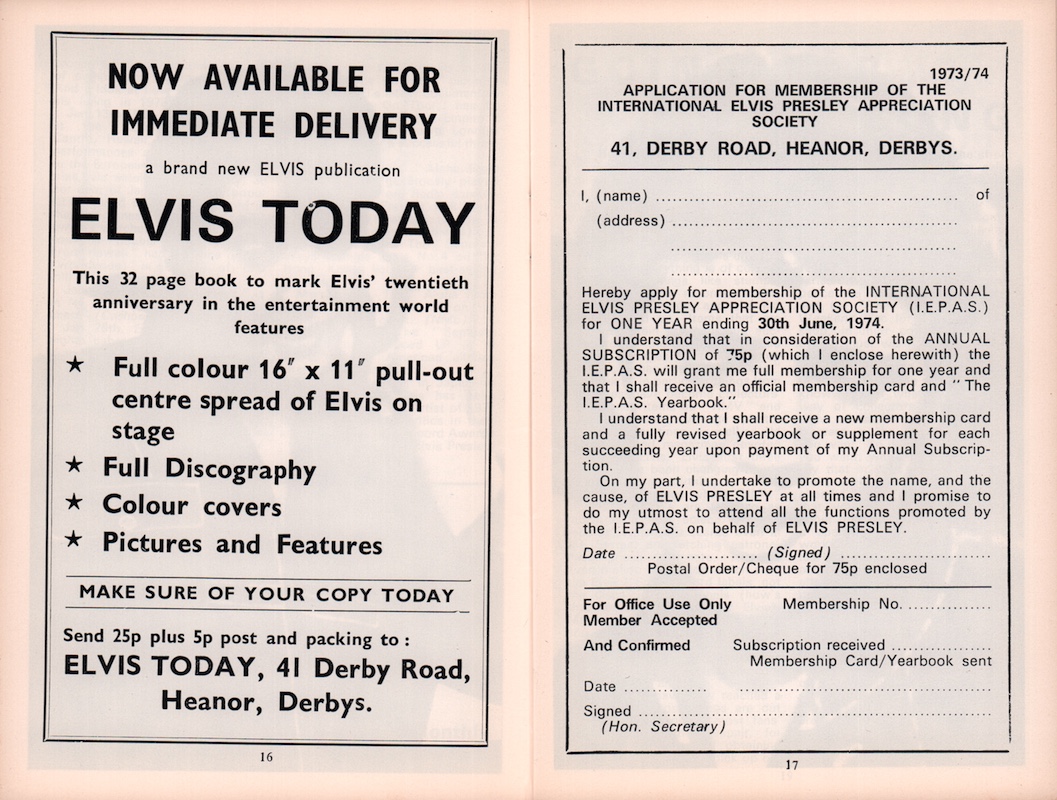 NOW AVAILABLE FOR
IMMEDIATE DELIVERY
a brand new ELVIS publication
ELVIS TODAY
This 32 page book to mark Elvis' twentieth
anniversary in the entertainment world
features
★ Full colour 16″ x 11″ pull-out
centre spread of Elvis on
stage
★ Full Discography
★ Colour covers
★ Pictures and Features
MAKE SURE OF YOUR COPY TODAY
Send 25p plus 5p post and packing to :
ELVIS TODAY, 41 Derby Road,
Heanor, Derbys.
16
1973/74
APPLICATION FOR MEMBERSHIP OF THE
INTERNATIONAL ELVIS PRESLEY APPRECIATION
SOCIETY
41, DERBY ROAD, HEANOR, DERBYS.
I, (name) ............................................................ of
(address) .........................................................
.........................................................
.........................................................
Hereby apply for membership of the INTERNATIONAL
ELVIS PRESLEY APPRECIATION SOCIETY (I.E.P.A.S.)
for ONE YEAR ending 30th June, 1974.
I understand that in consideration of the ANNUAL
SUBSCRIPTION of 75p (which I enclose herewith) the
I.E.P.A.S. will grant me full membership for one year and
that I shall receive an official membership card and " The
I.E.P.A.S. Yearbook."
I understand that I shall receive a new membership card
and a fully revised yearbook or supplement for each
succeeding year upon payment of my Annual Subscrip-
tion.
On my part, I undertake to promote the name, and the
cause, of ELVIS PRESLEY at all times and I promise to
do my utmost to attend all the functions promoted by
the I.E.P.A.S. on behalf of ELVIS PRESLEY.
Date ........................... (Signed) ..............................
Postal Order/Cheque for 75p enclosed
For Office Use Only Membership No. ................
Member Accepted
And Confirmed Subscription received ....................
Membership Card/Yearbook sent
Date ................ ..................................................
Signed ......................................................................
(Hon. Secretary)
17